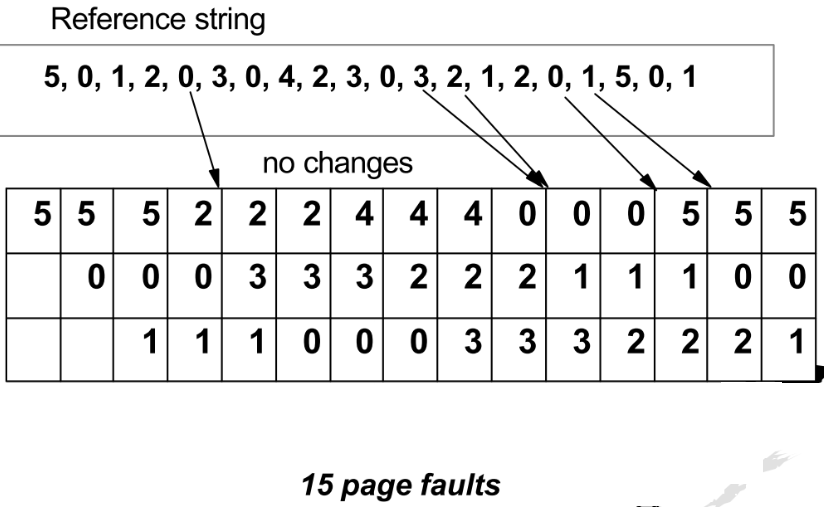 Reference string
5, 0, 1, 2, 0, 3, 0, 4, 2, 3, 0, 3, 2, 1, 2, 0, 1, 5, 0, 1
no changes
5 5 5 2 2 2 4 4 4 0 0 0 5 5 5
0 0 0 3 3 3 2 2 2 1 1 1 0 0
1 1 1 0 0 0 3 3 3 2 2 2 1
15 page faults